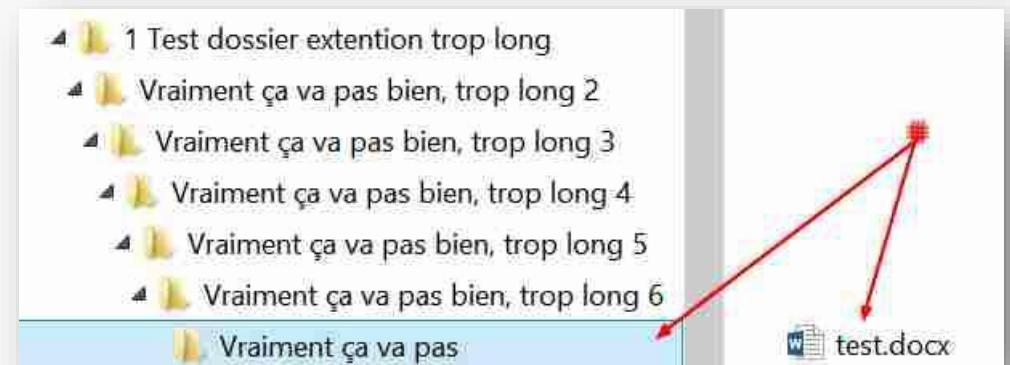 1 Test dossier extention trop long
Vraiment ça va pas bien, trop long 2
Vraiment ça va pas bien, trop long 3
Vraiment ça va pas bien, trop long 4
Vraiment ça va pas bien, trop long 5
Vraiment ça va pas bien, trop long 6
Vraiment ça va pas
test.docx